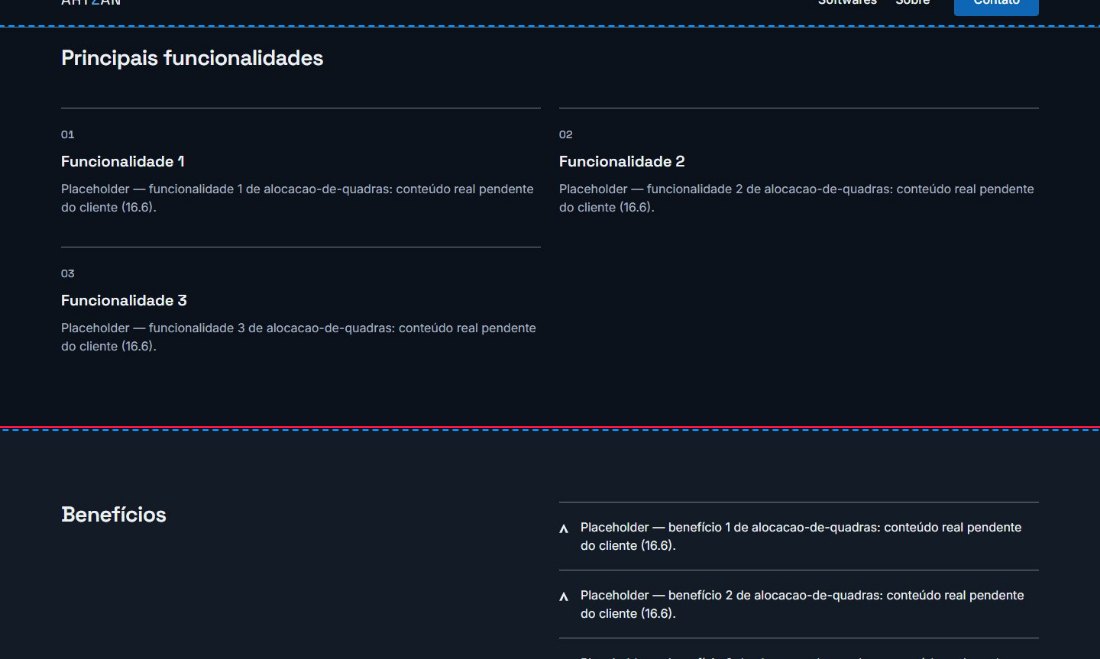 ARTZAN
Softwares Sobre Contato
Principais funcionalidades
01
Funcionalidade 1
Placeholder — funcionalidade 1 de alocacao-de-quadras: conteúdo real pendente
do cliente (16.6).
02
Funcionalidade 2
Placeholder — funcionalidade 2 de alocacao-de-quadras: conteúdo real pendente
do cliente (16.6).
03
Funcionalidade 3
Placeholder — funcionalidade 3 de alocacao-de-quadras: conteúdo real pendente
do cliente (16.6).
Benefícios
Placeholder — benefício 1 de alocacao-de-quadras: conteúdo real pendente
do cliente (16.6).
Placeholder — benefício 2 de alocacao-de-quadras: conteúdo real pendente
do cliente (16.6).